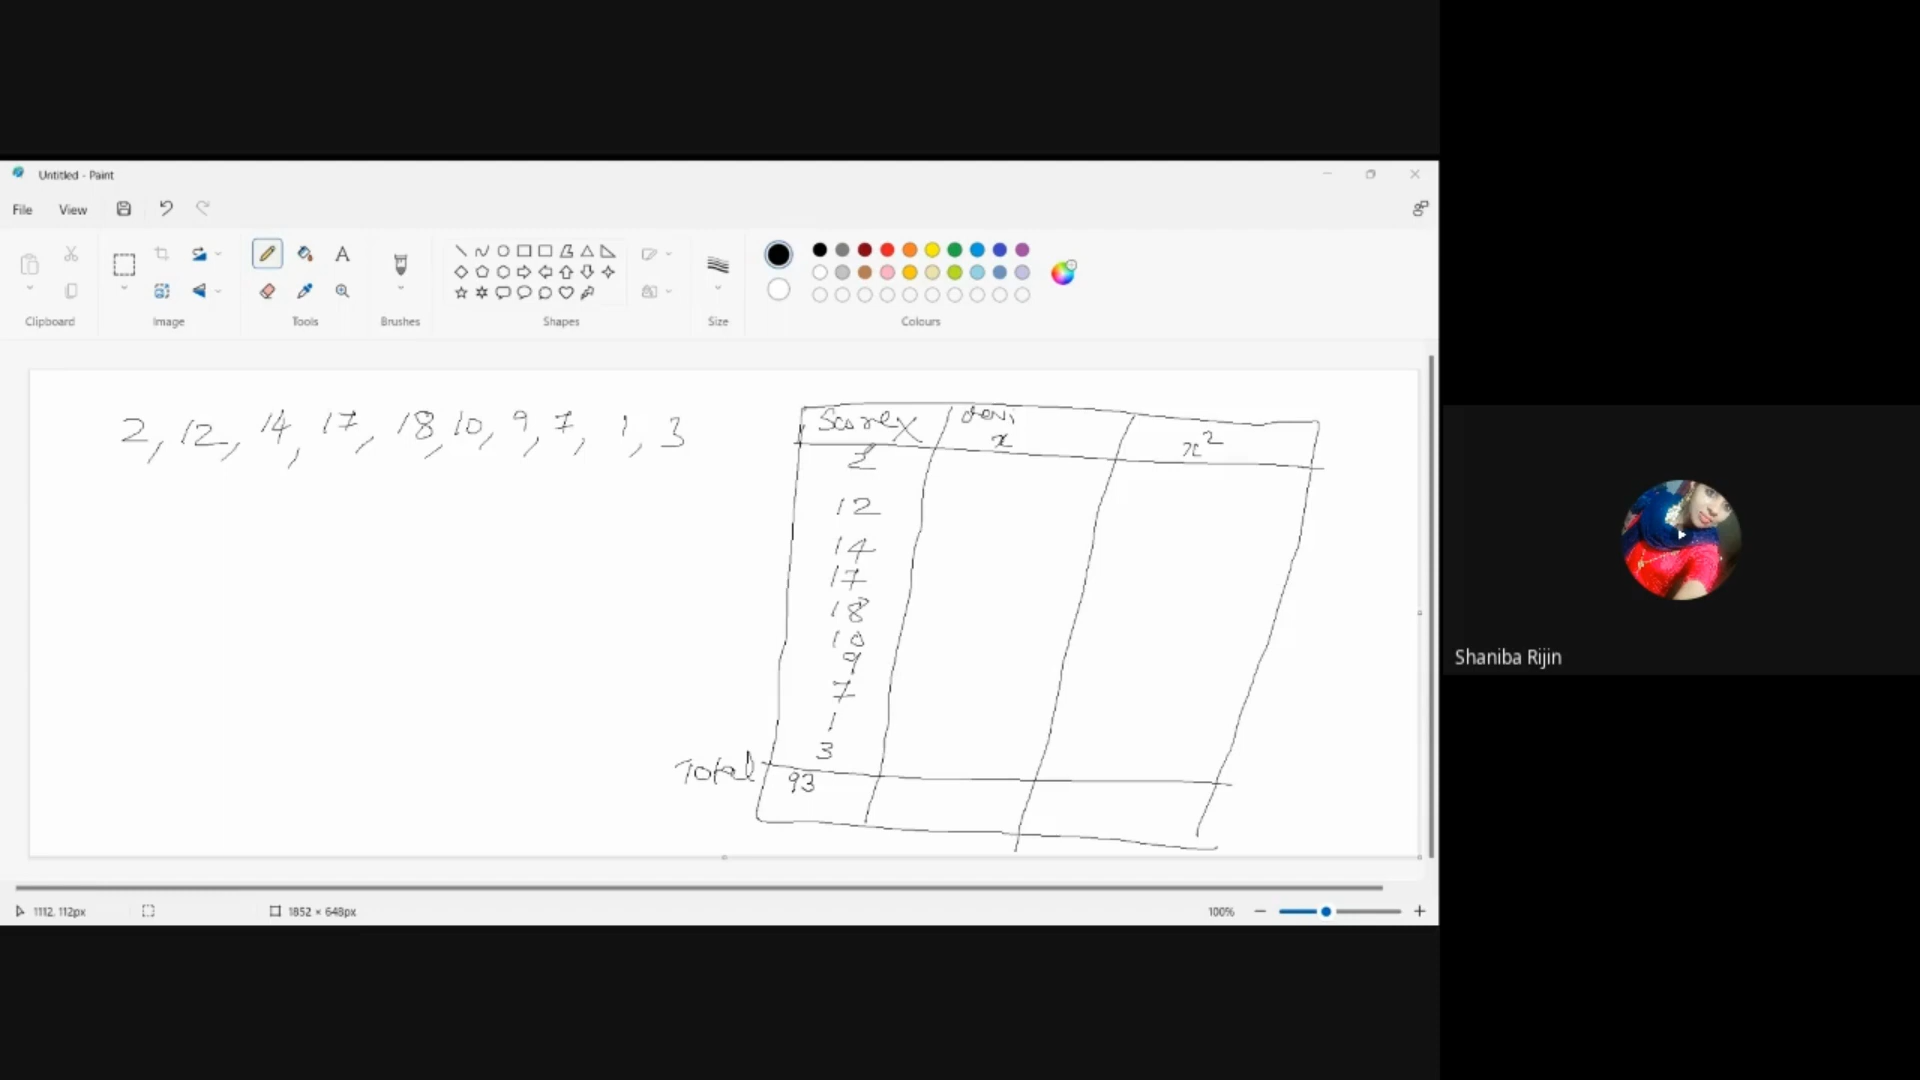 Untitled - Paint
File View
Clipboard Image Tools Brushes Shapes Size Colours
2, 12, 14, 17, 18, 10, 9, 7, 1, 3
Score X devi x x²
2
12
14
17
18
10
9
7
1
3
Total 93
1112, 112px 1852 × 648px 100%
Shaniba Rijin